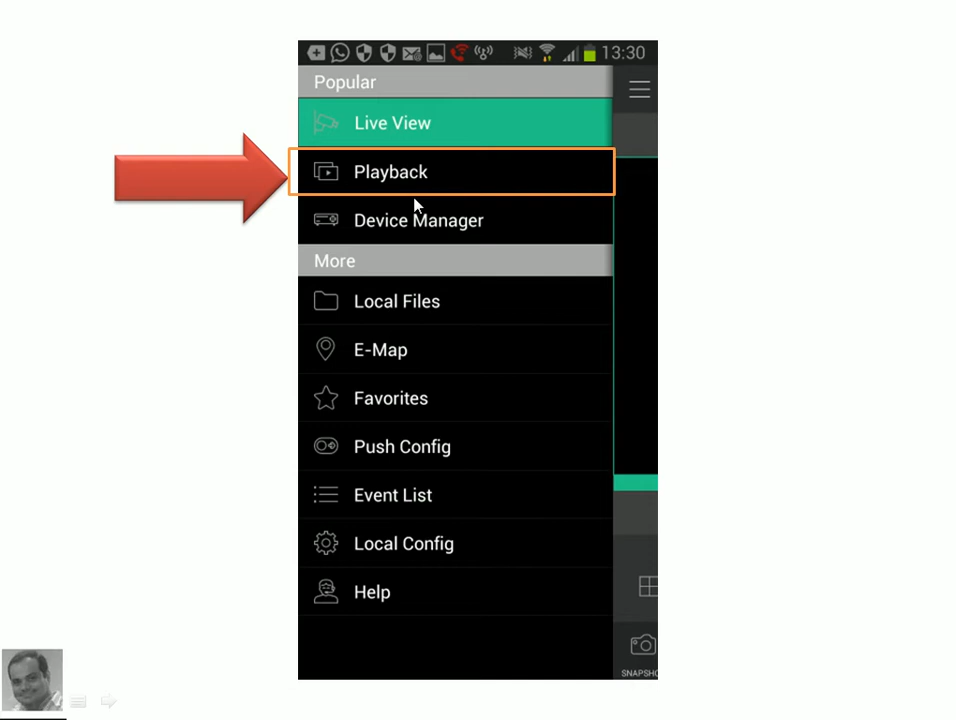 13:30
Popular
Live View
Playback
Device Manager
More
Local Files
E-Map
Favorites
Push Config
Event List
Local Config
Help
SNAPSHO